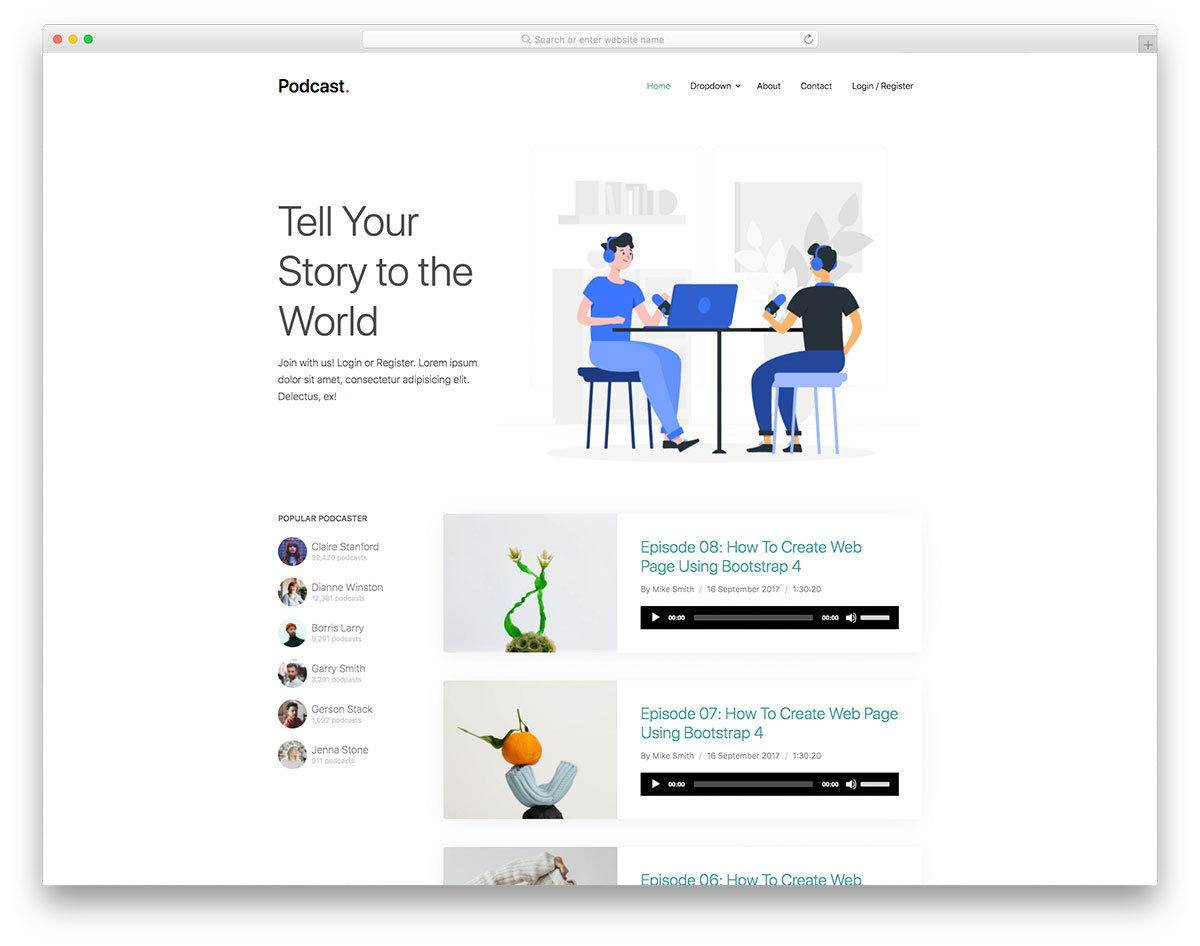 Search or enter website name
Podcast.
Home Dropdown About Contact Login / Register
Tell Your
Story to the
World
Join with us! Login or Register. Lorem ipsum
dolor sit amet, consectetur adipisicing elit.
Delectus, ex!
POPULAR PODCASTER
Claire Stanford
32,420 podcasts
Dianne Winston
12,381 podcasts
Borris Larry
9,291 podcasts
Garry Smith
3,291 podcasts
Gerson Stack
1,092 podcasts
Jenna Stone
911 podcasts
Episode 08: How To Create Web
Page Using Bootstrap 4
By Mike Smith / 16 September 2017 / 1:30:20
00:00 00:00
Episode 07: How To Create Web Page
Using Bootstrap 4
By Mike Smith / 16 September 2017 / 1:30:20
00:00 00:00
Episode 06: How To Create Web